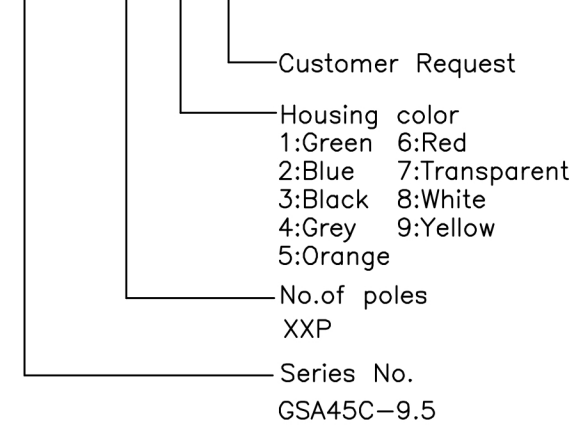 Customer Request
Housing color
1:Green 6:Red
2:Blue 7:Transparent
3:Black 8:White
4:Grey 9:Yellow
5:Orange
No.of poles
XXP
Series No.
GSA45C-9.5